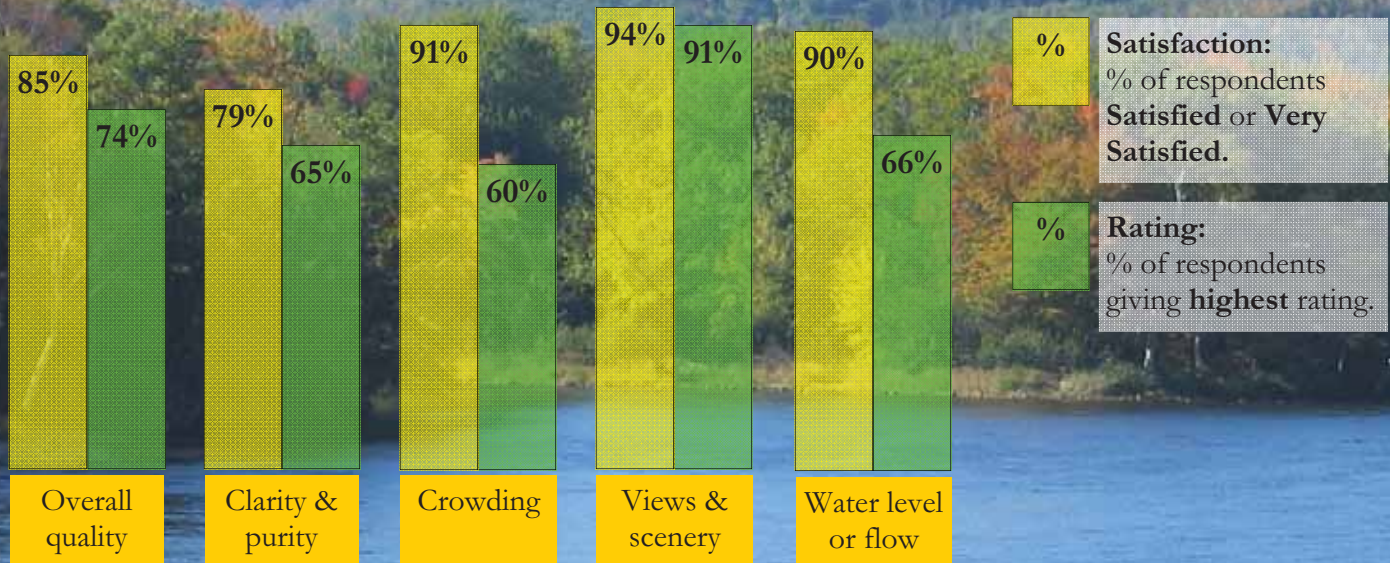 85%
74%
79%
65%
91%
60%
94%
91%
90%
66%
Overall
quality
Clarity &
purity
Crowding
Views &
scenery
Water level
or flow
%
Satisfaction:
% of respondents
Satisfied or Very
Satisfied.
%
Rating:
% of respondents
giving highest rating.